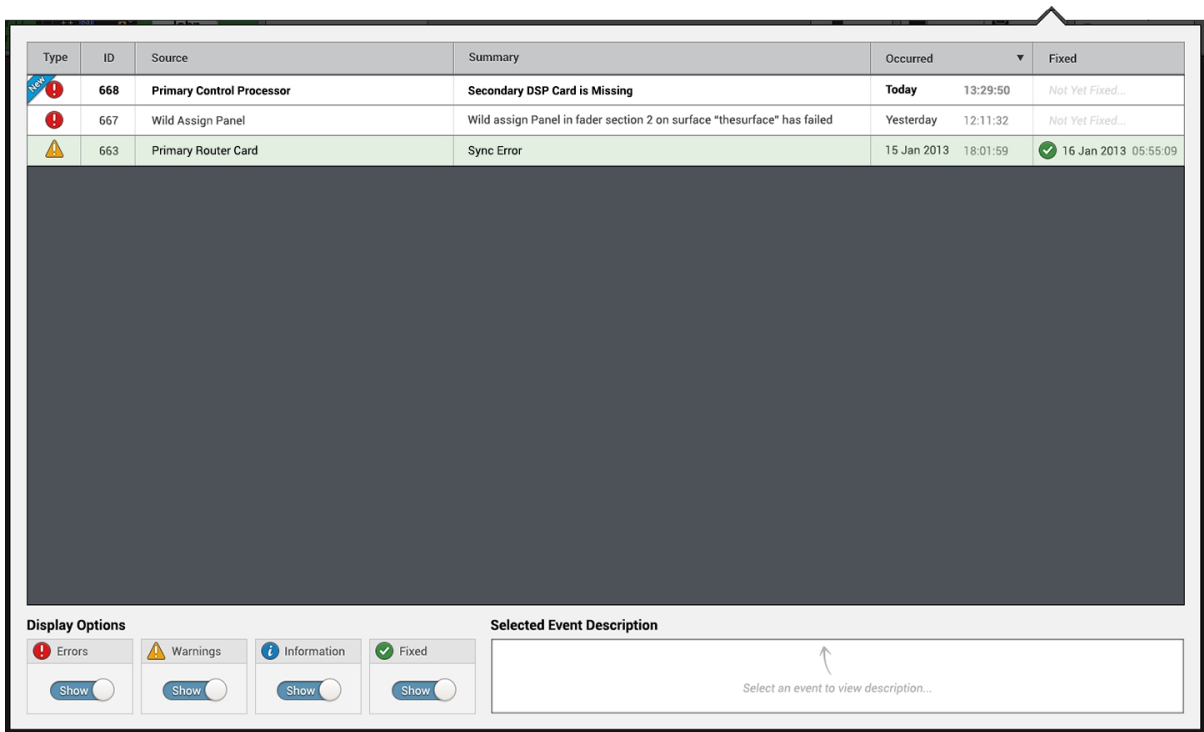 Type ID Source Summary Occurred ▼ Fixed
New 668 Primary Control Processor Secondary DSP Card is Missing Today 13:29:50 Not Yet Fixed...
667 Wild Assign Panel Wild assign Panel in fader section 2 on surface "thesurface" has failed Yesterday 12:11:32 Not Yet Fixed...
663 Primary Router Card Sync Error 15 Jan 2013 18:01:59 16 Jan 2013 05:55:09
Display Options Selected Event Description
Errors Warnings Information Fixed
Show Show Show Show
Select an event to view description...